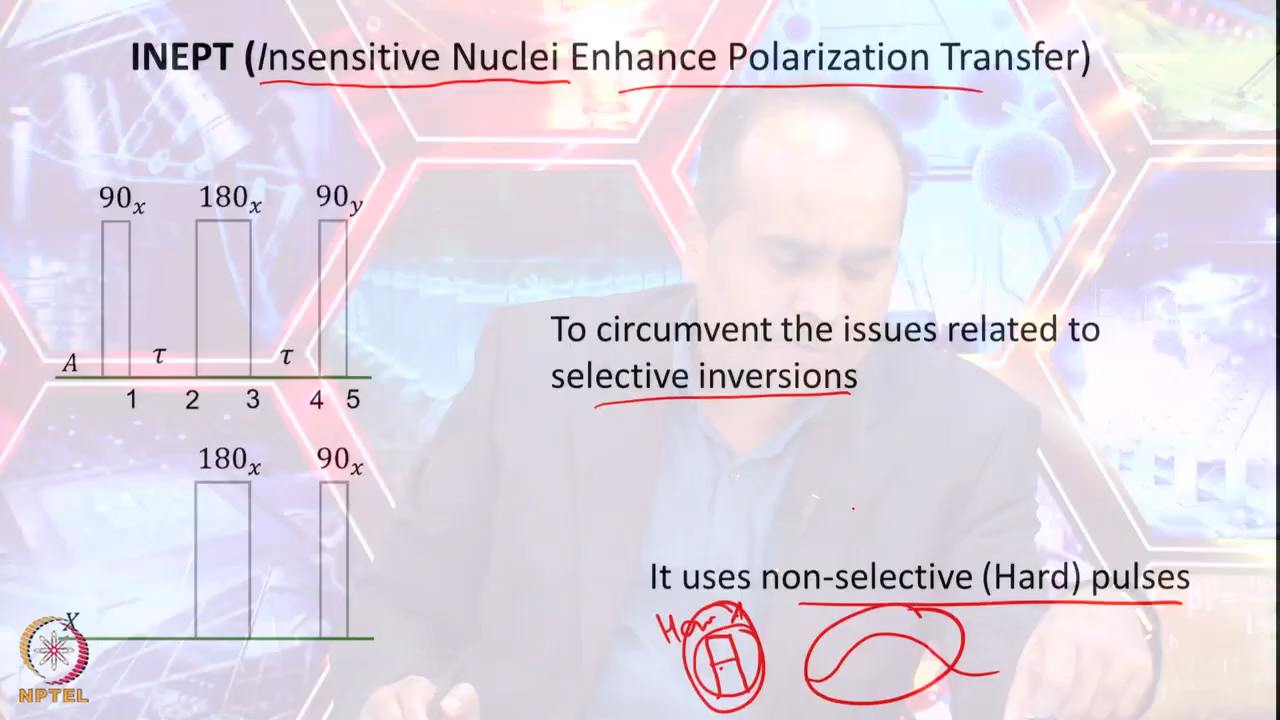 INEPT (Insensitive Nuclei Enhance Polarization Transfer)
90x 180x 90y
A τ τ
1 2 3 4 5
To circumvent the issues related to
selective inversions
180x 90x
It uses non-selective (Hard) pulses
X
NPTEL